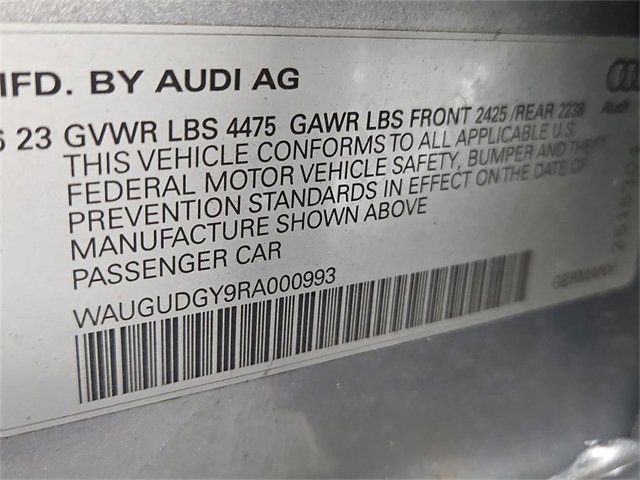 MFD. BY AUDI AG
6 23 GVWR LBS 4475 GAWR LBS FRONT 2425 /REAR 2238
THIS VEHICLE CONFORMS TO ALL APPLICABLE U.S.
FEDERAL MOTOR VEHICLE SAFETY, BUMPER AND THEFT
PREVENTION STANDARDS IN EFFECT ON THE DATE OF
MANUFACTURE SHOWN ABOVE
PASSENGER CAR
WAUGUDGY9RA000993
GERMANY
Audi